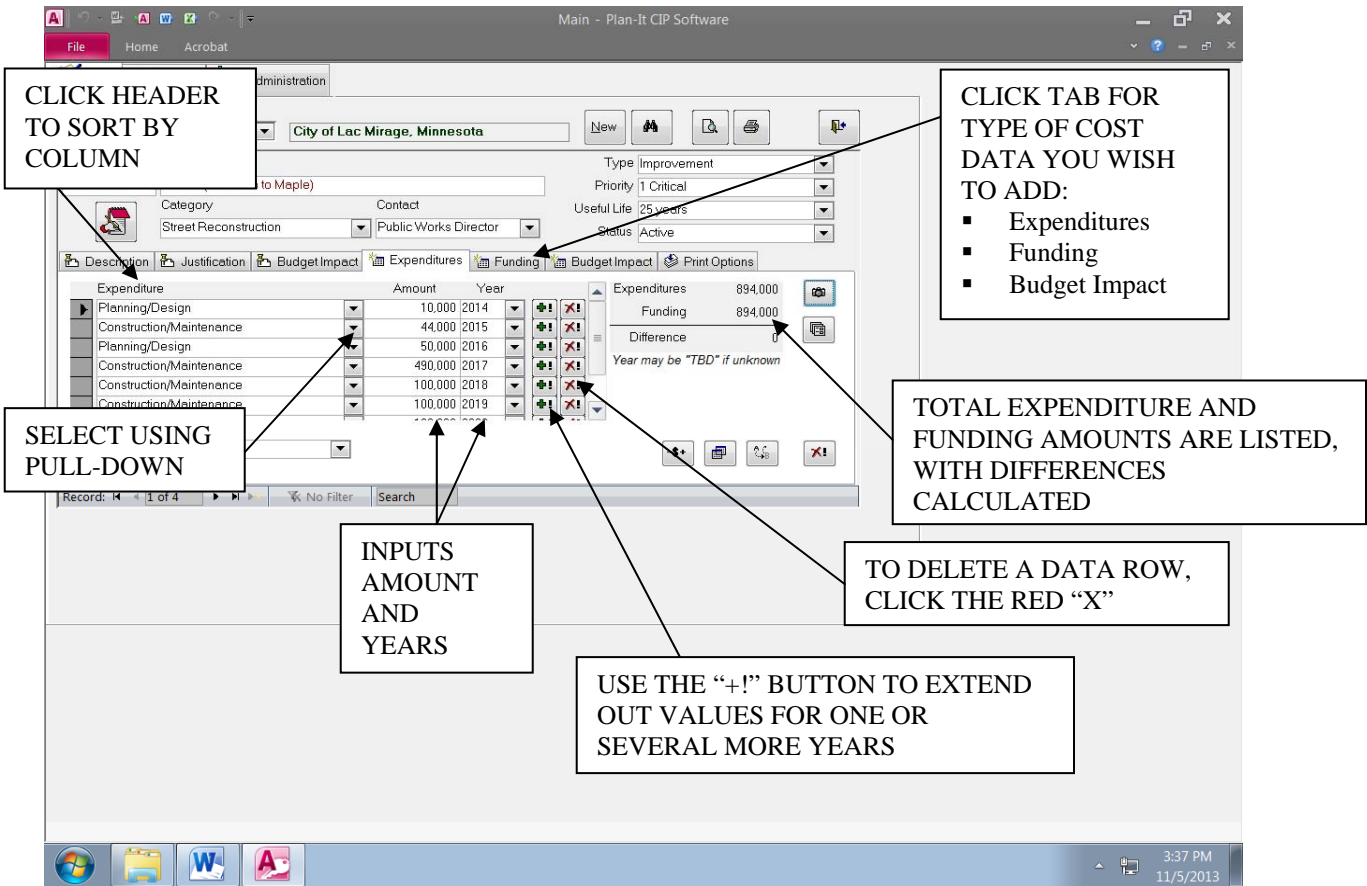 Main - Plan-It CIP Software
File Home Acrobat
dministration
CLICK HEADER
TO SORT BY
COLUMN
CLICK TAB FOR
TYPE OF COST
DATA YOU WISH
TO ADD:
▪ Expenditures
▪ Funding
▪ Budget Impact
City of Lac Mirage, Minnesota
New
to Maple)
Type Improvement
Priority 1 Critical
Useful Life 25 years
Status Active
Category Contact
Street Reconstruction Public Works Director
Description Justification Budget Impact Expenditures Funding Budget Impact Print Options
Expenditure Amount Year
Planning/Design 10,000 2014
Construction/Maintenance 44,000 2015
Planning/Design 50,000 2016
Construction/Maintenance 490,000 2017
Construction/Maintenance 100,000 2018
Construction/Maintenance 100,000 2019
Expenditures 894,000
Funding 894,000
Difference 0
Year may be "TBD" if unknown
SELECT USING
PULL-DOWN
TOTAL EXPENDITURE AND
FUNDING AMOUNTS ARE LISTED,
WITH DIFFERENCES
CALCULATED
Record: 1 of 4 No Filter Search
INPUTS
AMOUNT
AND
YEARS
TO DELETE A DATA ROW,
CLICK THE RED “X”
USE THE “+!” BUTTON TO EXTEND
OUT VALUES FOR ONE OR
SEVERAL MORE YEARS
3:37 PM
11/5/2013